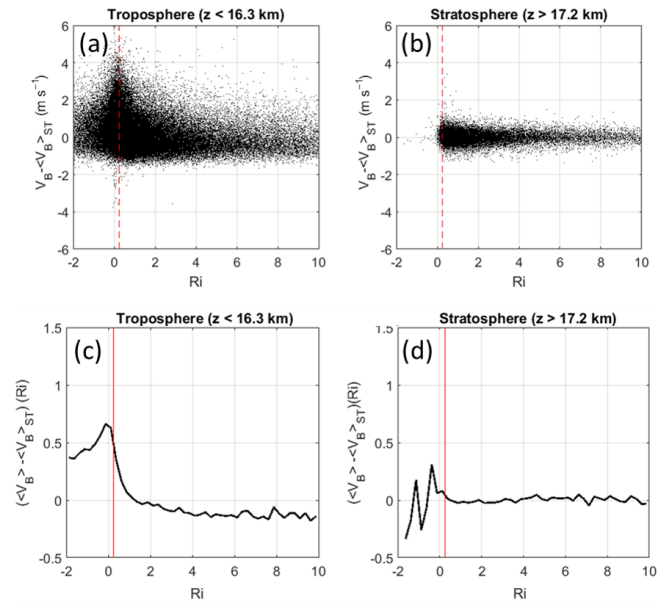 Troposphere (z < 16.3 km)
(a)
6
4
2
0
-2
-4
-6
V_B-<V_B>_ST (m s⁻¹)
-2 0 2 4 6 8 10
Ri
Stratosphere (z > 17.2 km)
(b)
6
4
2
0
-2
-4
-6
V_B-<V_B>_ST (m s⁻¹)
-2 0 2 4 6 8 10
Ri
Troposphere (z < 16.3 km)
(c)
1.5
1
0.5
0
-0.5
(<V_B> -<V_B>_ST) (Ri)
-2 0 2 4 6 8 10
Ri
Stratosphere (z > 17.2 km)
(d)
1.5
1
0.5
0
-0.5
(<V_B> -<V_B>_ST)(Ri)
-2 0 2 4 6 8 10
Ri